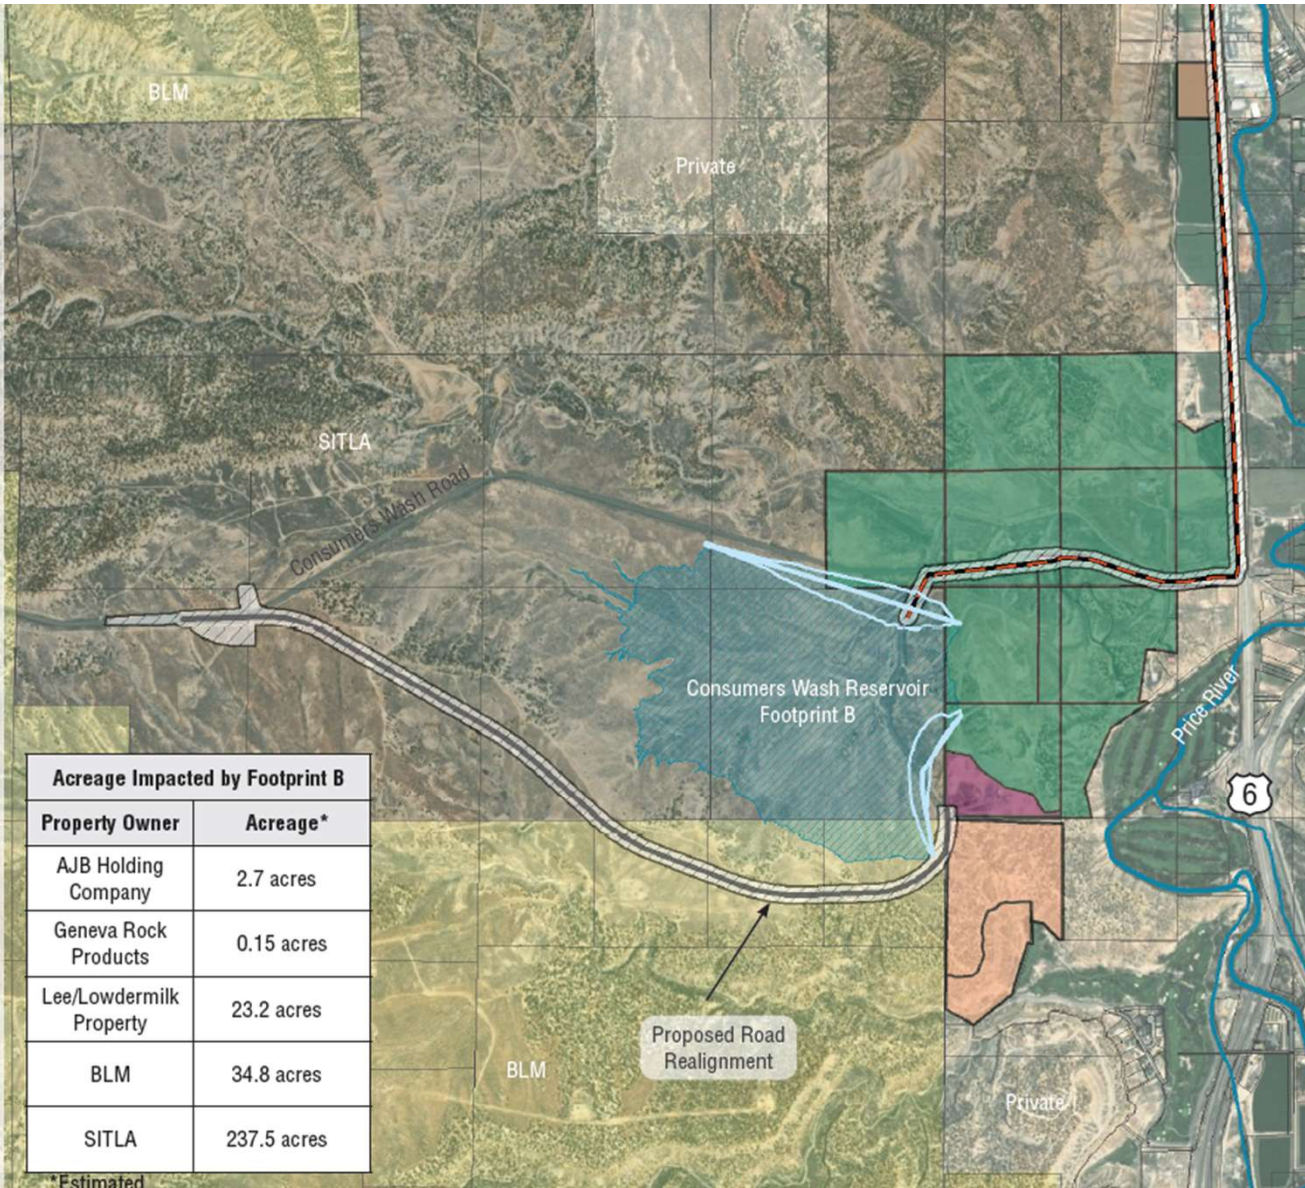 BLM
Private
SITLA
Consumers Wash Road
Consumers Wash Reservoir
Footprint B
Price River
6
Acreage Impacted by Footprint B
Property Owner Acreage*
AJB Holding
Company
2.7 acres
Geneva Rock
Products
0.15 acres
Lee/Lowdermilk
Property
23.2 acres
BLM 34.8 acres
SITLA 237.5 acres
*Estimated
Proposed Road
Realignment
BLM
Private